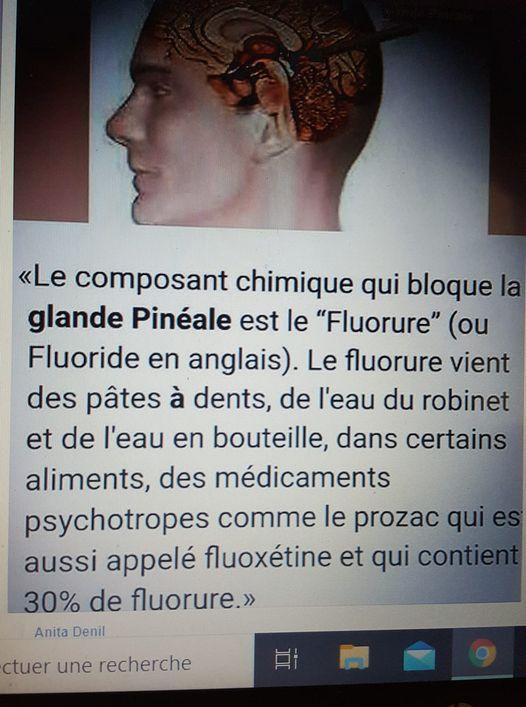 «Le composant chimique qui bloque la
glande Pinéale est le “Fluorure” (ou
Fluoride en anglais). Le fluorure vient
des pâtes à dents, de l'eau du robinet
et de l'eau en bouteille, dans certains
aliments, des médicaments
psychotropes comme le prozac qui es
aussi appelé fluoxétine et qui contient
30% de fluorure.»
Anita Denil
ectuer une recherche